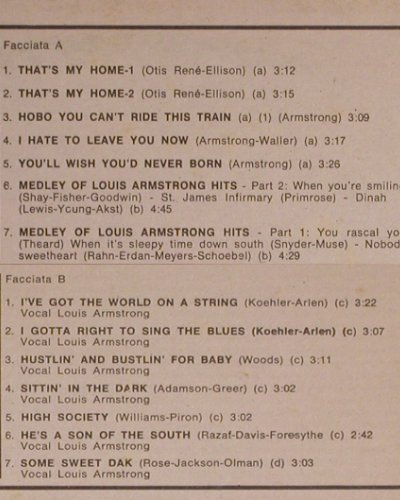 Facciata A
1. THAT'S MY HOME-1 (Otis René-Ellison) (a) 3:12
2. THAT'S MY HOME-2 (Otis René-Ellison) (a) 3:15
3. HOBO YOU CAN'T RIDE THIS TRAIN (a) (1) (Armstrong) 3:09
4. I HATE TO LEAVE YOU NOW (Armstrong-Waller) (a) 3:17
5. YOU'LL WISH YOU'D NEVER BORN (Armstrong) (a) 3:26
6. MEDLEY OF LOUIS ARMSTRONG HITS - Part 2: When you're smilin
(Shay-Fisher-Goodwin) - St. James Infirmary (Primrose) - Dinah
(Lewis-Ycung-Akst) (b) 4:45
7. MEDLEY OF LOUIS ARMSTRONG HITS - Part 1: You rascal yo
(Theard) When it's sleepy time down south (Snyder-Muse) - Nobod
sweetheart (Rahn-Erdan-Meyers-Schoebel) (b) 4:29
Facciata B
1. I'VE GOT THE WORLD ON A STRING (Koehler-Arlen) (c) 3:22
Vocal Louis Armstrong
2. I GOTTA RIGHT TO SING THE BLUES (Koehler-Arlen) (c) 3:07
Vocal Louis Armstrong
3. HUSTLIN' AND BUSTLIN' FOR BABY (Woods) (c) 3:11
Vocal Louis Armstrong
4. SITTIN' IN THE DARK (Adamson-Greer) (c) 3:02
Vocal Louis Armstrong
5. HIGH SOCIETY (Williams-Piron) (c) 3:02
6. HE'S A SON OF THE SOUTH (Razaf-Davis-Foresythe (c) 2:42
Vocal Louis Armstrong
7. SOME SWEET DAK (Rose-Jackson-Olman) (d) 3:03
Vocal Louis Armstrong